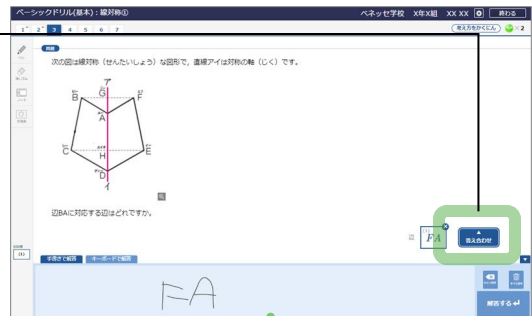 ベーシックドリル(基本):線対称①
ベネッセ学校 X年X組 XX XX 終わる
1 2 3 4 5 6 7
考え方をかくにん × 2
問題
次の図は線対称（せんたいしょう）な図形で，直線アイは対称の軸（じく）です。
ア
B G F
A
C H E
D
イ
辺BAに対応する辺はどれですか。
辺 (1) FA
答え合わせ
(1)
手書きで解答 キーボードで解答
FA
解答する